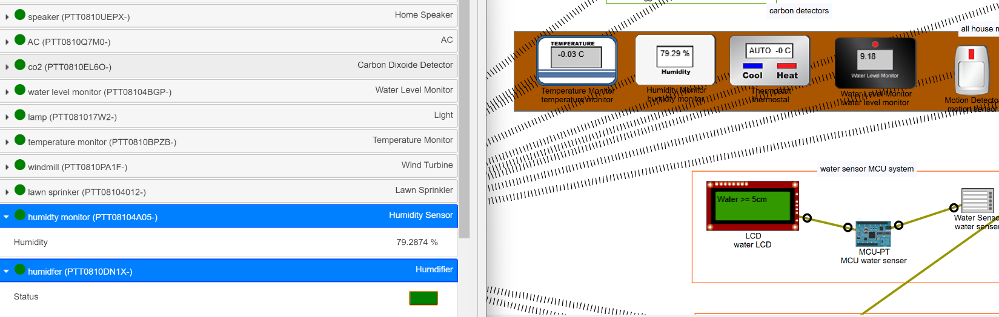 speaker (PTT0810UEPX-) Home Speaker
AC (PTT0810Q7M0-) AC
co2 (PTT0810EL6O-) Carbon Dixoide Detector
water level monitor (PTT08104BGP-) Water Level Monitor
lamp (PTT081017W2-) Light
temperature monitor (PTT0810BPZB-) Temperature Monitor
windmill (PTT0810PA1F-) Wind Turbine
lawn sprinker (PTT08104012-) Lawn Sprinkler
humidty monitor (PTT08104A05-) Humidity Sensor
Humidity 79.2874 %
humidfer (PTT0810DN1X-) Humdifier
Status
carbon detectors
all house m
TEMPERATURE
-0.03 C
Temperature Monitor
temperature monitor
79.29 %
Humidity
Humidity Monitor
humidty monitor
AUTO -0 C
Cool Heat
Thermostat
thermostal
9.18
Water Level Monitor
Water Level Monitor
water level monitor
Motion Detecto
motion sensor
water sensor MCU system
Water >= 5cm
LCD
water LCD
MCU-PT
MCU water senser
Water Senso
water senser